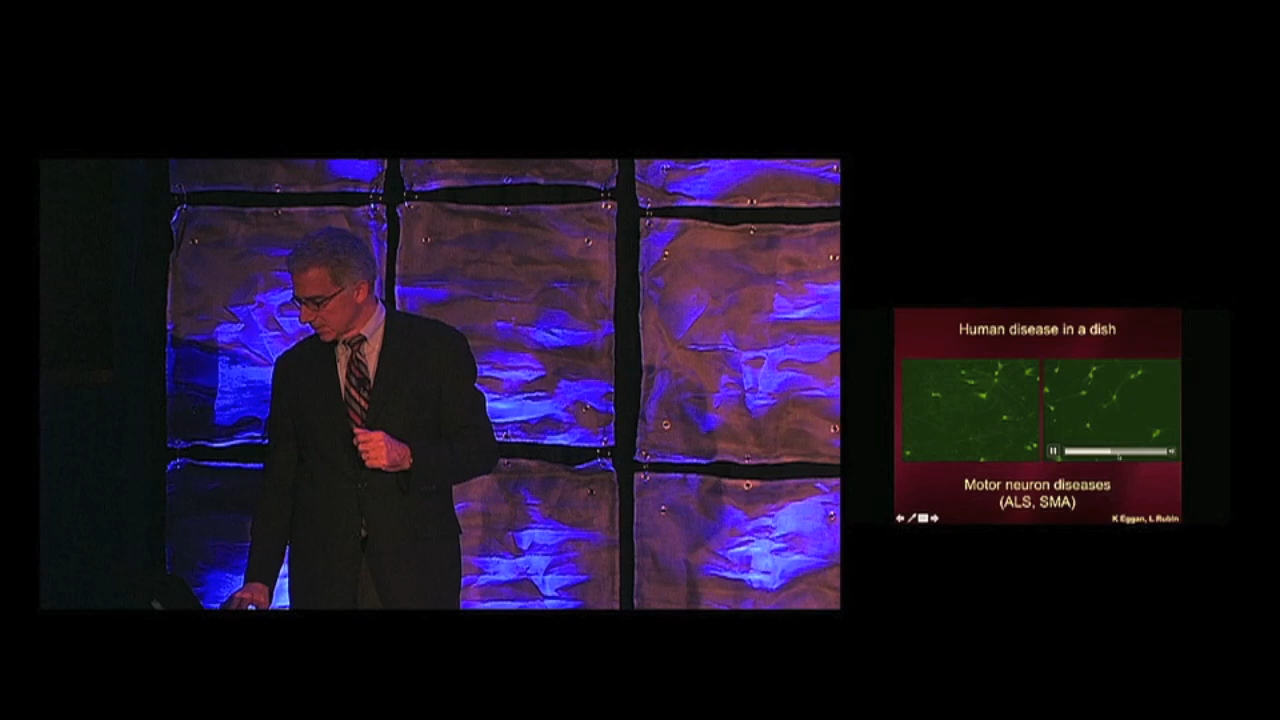 Human disease in a dish
Motor neuron diseases
(ALS, SMA)
K Eggan, L Rubin